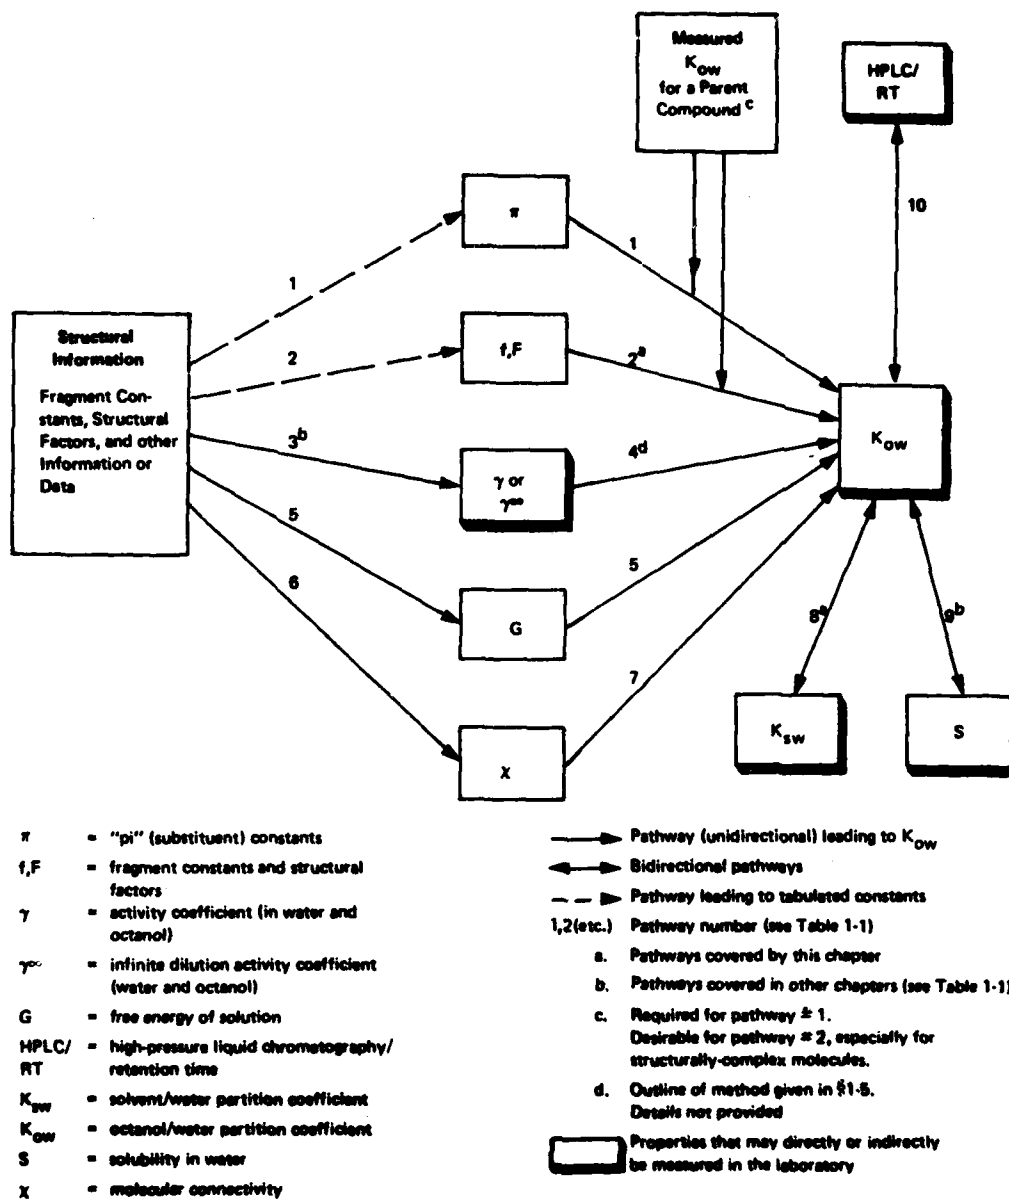 Measured
Kow
for a Parent
Compound c
HPLC/
RT
10
π
1
1
Structural
Information
Fragment Con-
stants, Structural
Factors, and other
Information or
Data
2
f,F
2a
3b
γ or
γ∞
4d
Kow
5
G
5
6
χ
7
8a
9b
Ksw
S
π = "pi" (substituent) constants
f,F = fragment constants and structural
factors
γ = activity coefficient (in water and
octanol)
γ∞ = infinite dilution activity coefficient
(water and octanol)
G = free energy of solution
HPLC/ = high-pressure liquid chromatography/
RT retention time
Ksw = solvent/water partition coefficient
Kow = octanol/water partition coefficient
S = solubility in water
χ = molecular connectivity
Pathway (unidirectional) leading to Kow
Bidirectional pathways
Pathway leading to tabulated constants
1,2(etc.) Pathway number (see Table 1-1)
a. Pathways covered by this chapter
b. Pathways covered in other chapters (see Table 1-1)
c. Required for pathway # 1.
Desirable for pathway # 2, especially for
structurally-complex molecules.
d. Outline of method given in §1-5.
Details not provided
Properties that may directly or indirectly
be measured in the laboratory